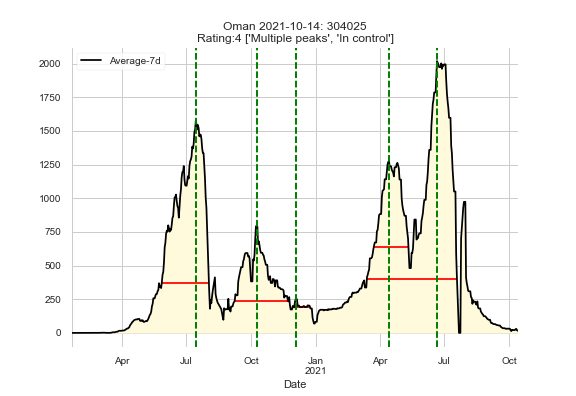 Oman 2021-10-14: 304025
Rating:4 ['Multiple peaks', 'In control']
Average-7d
2000
1750
1500
1250
1000
750
500
250
0
Apr Jul Oct Jan Apr Jul Oct
2021
Date